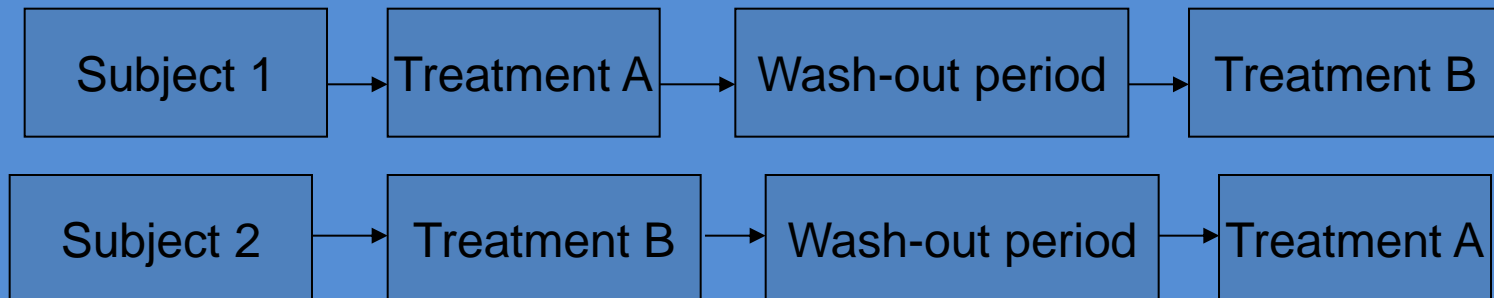 Subject 1 Treatment A Wash-out period Treatment B
Subject 2 Treatment B Wash-out period Treatment A